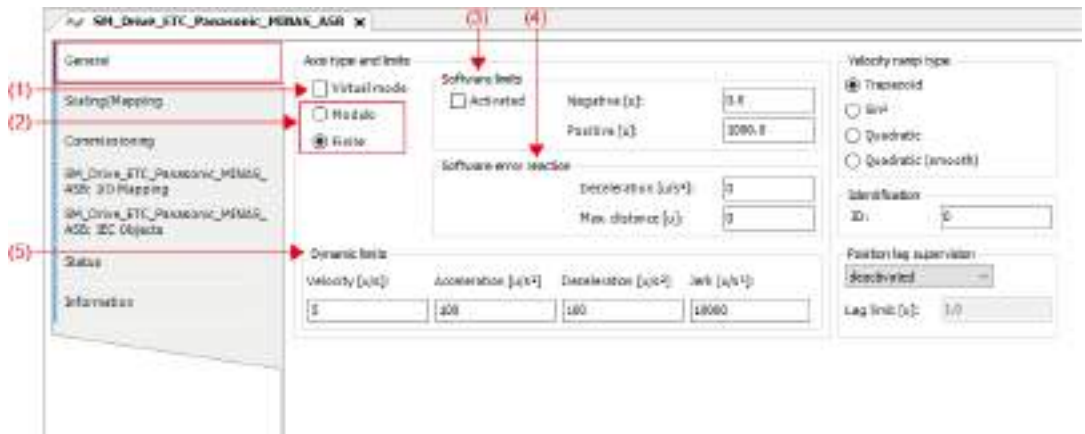 SM_Drive_ETC_Panasonic_MINAS_A5B ×
(3) (4)
General
Axis type and limits
Velocity ramp type
(1)
Virtual mode
Software limits
Trapezoid
Scaling/Mapping
Activated
Negative [u]:
0.0
Sin²
(2)
Modulo
Positive [u]:
1000.0
Quadratic
Commissioning
Finite
Quadratic (smooth)
SM_Drive_ETC_Panasonic_MINAS_
A5B: I/O Mapping
Software error reaction
Deceleration [u/s²]:
0
Identification
SM_Drive_ETC_Panasonic_MINAS_
A5B: IEC Objects
Max. distance [u]:
0
ID:
0
(5)
Status
Dynamic limits
Position lag supervision
Velocity [u/s]:
Acceleration [u/s²]
Deceleration [u/s²]:
Jerk [u/s³]:
deactivated
Information
5
100
100
10000
Lag limit [u]:
1.0